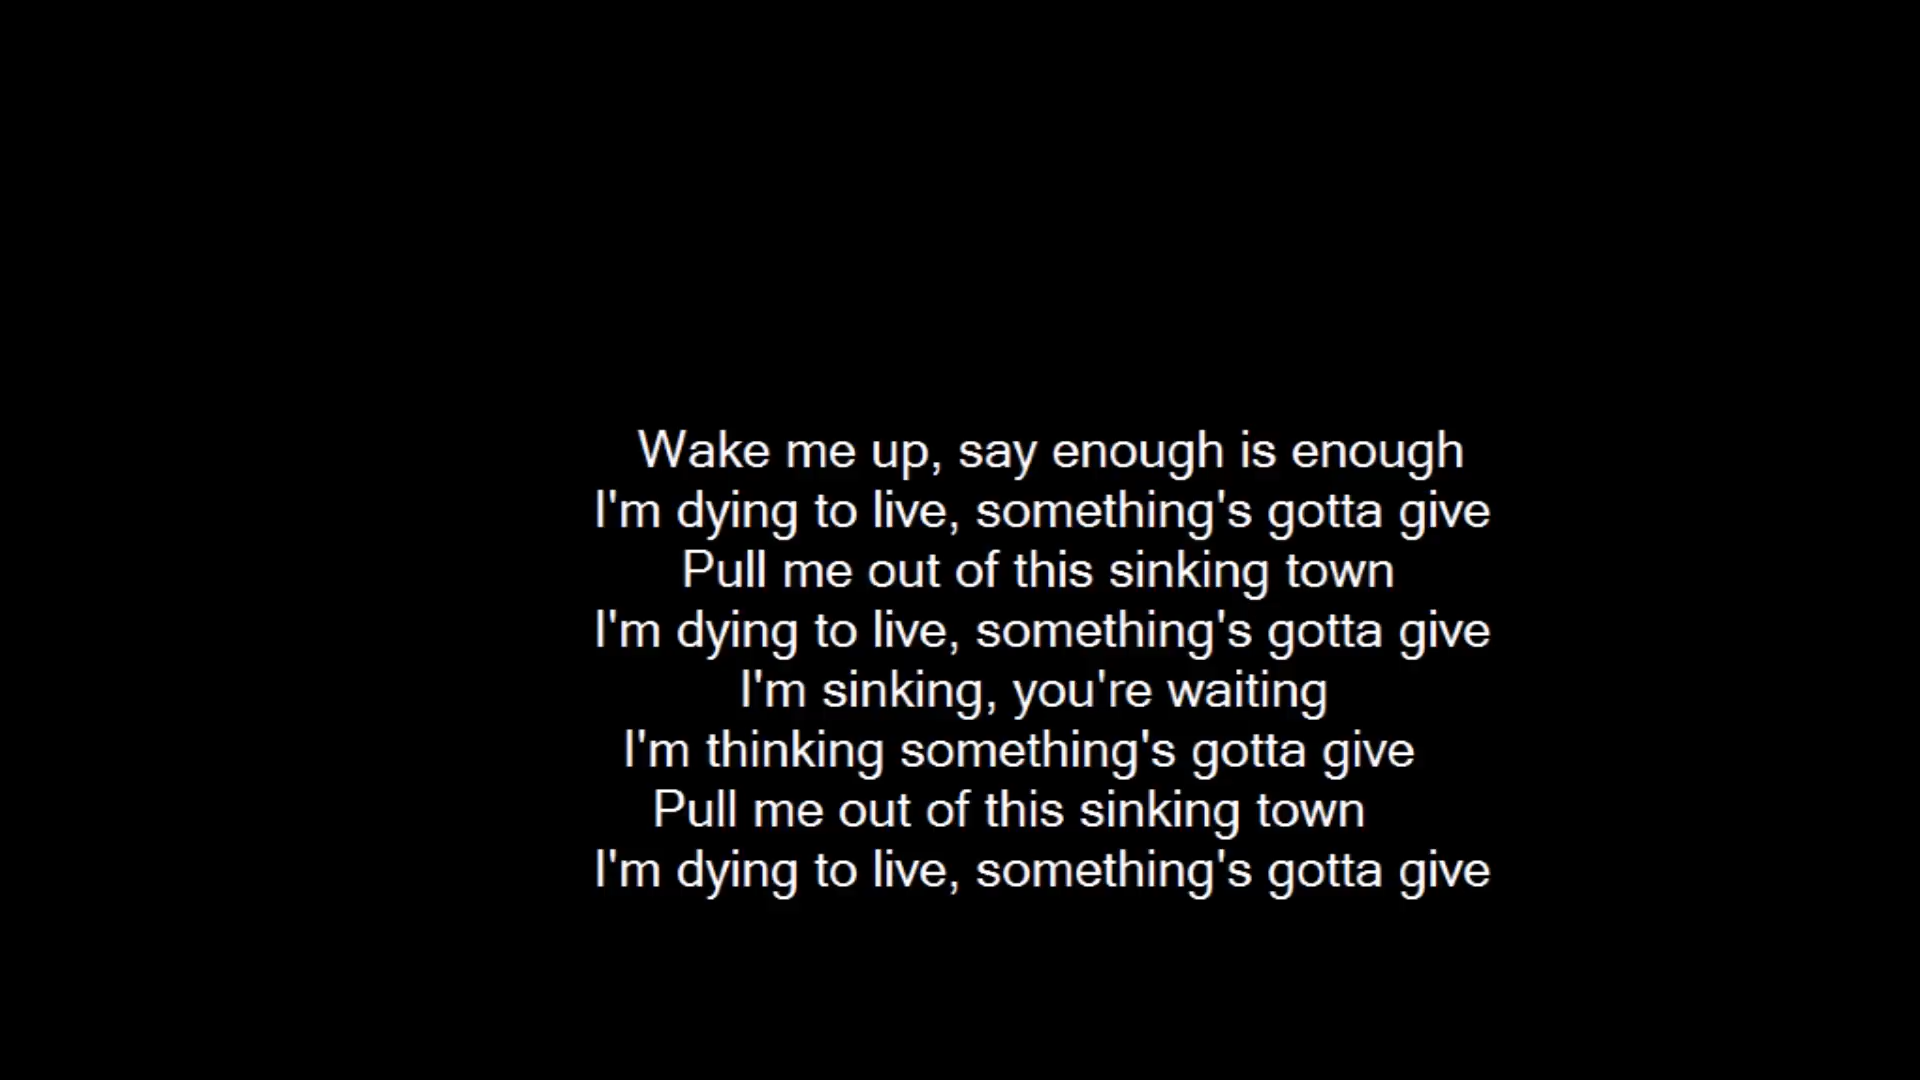 Wake me up, say enough is enough
I'm dying to live, something's gotta give
Pull me out of this sinking town
I'm dying to live, something's gotta give
I'm sinking, you're waiting
I'm thinking something's gotta give
Pull me out of this sinking town
I'm dying to live, something's gotta give